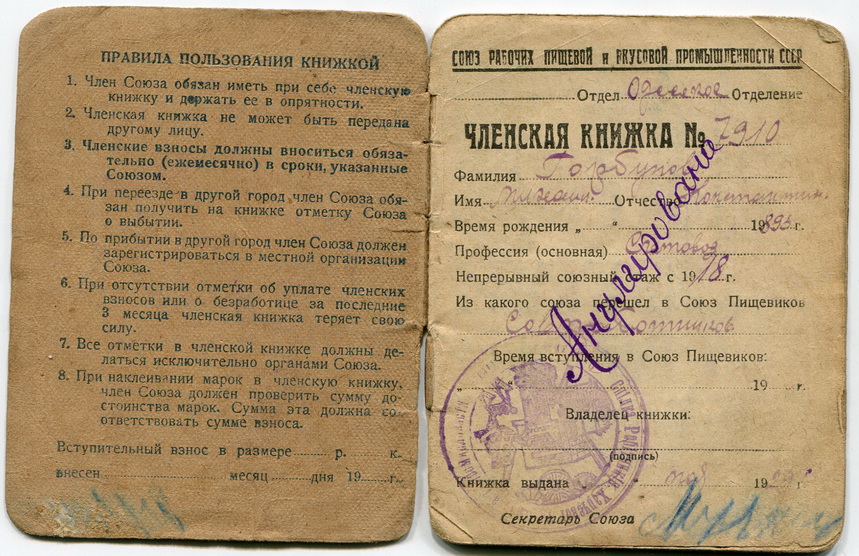 ПРАВИЛА ПОЛЬЗОВАНИЯ КНИЖКОЙ
1. Член Союза обязан иметь при себе членскую
книжку и держать ее в опрятности.
2. Членская книжка не может быть передана
другому лицу.
3. Членские взносы должны вноситься обяза-
тельно (ежемесячно) в сроки, указанные
Союзом.
4. При переезде в другой город член Союза обя-
зан получить на книжке отметку Союза
о выбытии.
5. По прибытии в другой город член Союза должен
зарегистрироваться в местной организации
Союза.
6. При отсутствии отметки об уплате членских
взносов или о безработице за последние
3 месяца членская книжка теряет свою
силу.
7. Все отметки в членской книжке должны де-
латься исключительно органами Союза.
8. При наклеивании марок в членскую книжку,
член Союза должен проверить сумму до-
стоинства марок. Сумма эта должна со-
ответствовать сумме взноса.
Вступительный взнос в размере р. к.
внесен месяц дня 19 г.
СОЮЗ РАБОЧИХ ПИЩЕВОЙ и ВКУСОВОЙ ПРОМЫШЛЕННОСТИ СССР
Отдел Отделение
ЧЛЕНСКАЯ КНИЖКА № 7910
Фамилия Горбунов
Имя Михаил Отчество
Время рождения „ “ 1893 г.
Профессия (основная)
Непрерывный союзный стаж с 1918 г.
Из какого союза перешел в Союз Пищевиков
Аннулирована
Время вступления в Союз Пищевиков:
„ “ 19 г.
Владелец книжки:
(подпись)
Книжка выдана „ “ 19 г.
Секретарь Союза